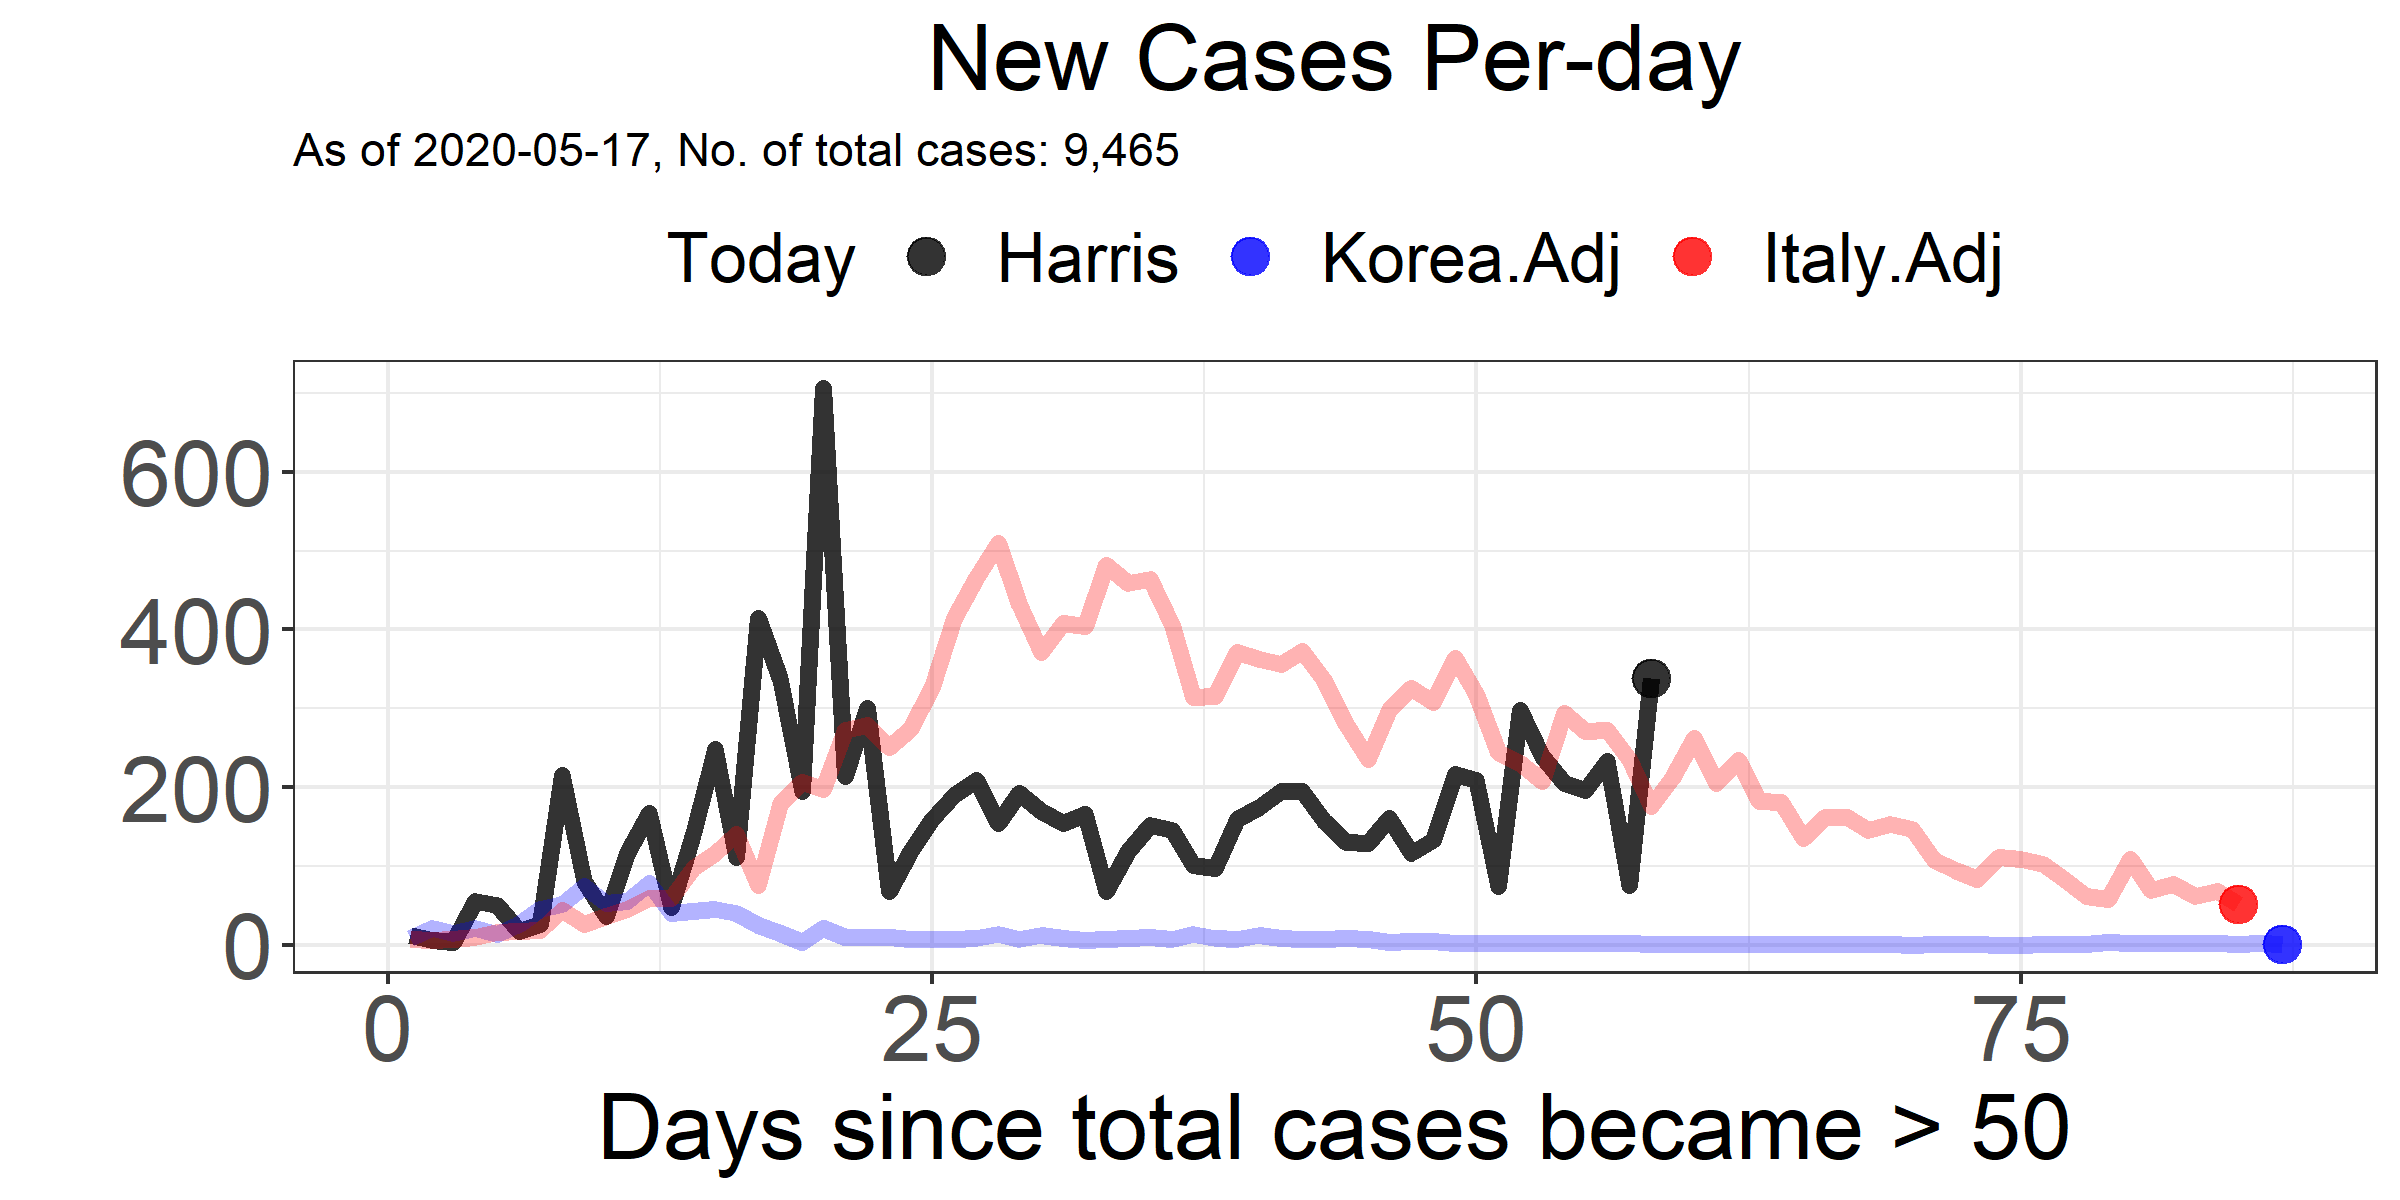 New Cases Per-day
As of 2020-05-17, No. of total cases: 9,465
Today Harris Korea.Adj Italy.Adj
600
400
200
0
0 25 50 75
Days since total cases became > 50